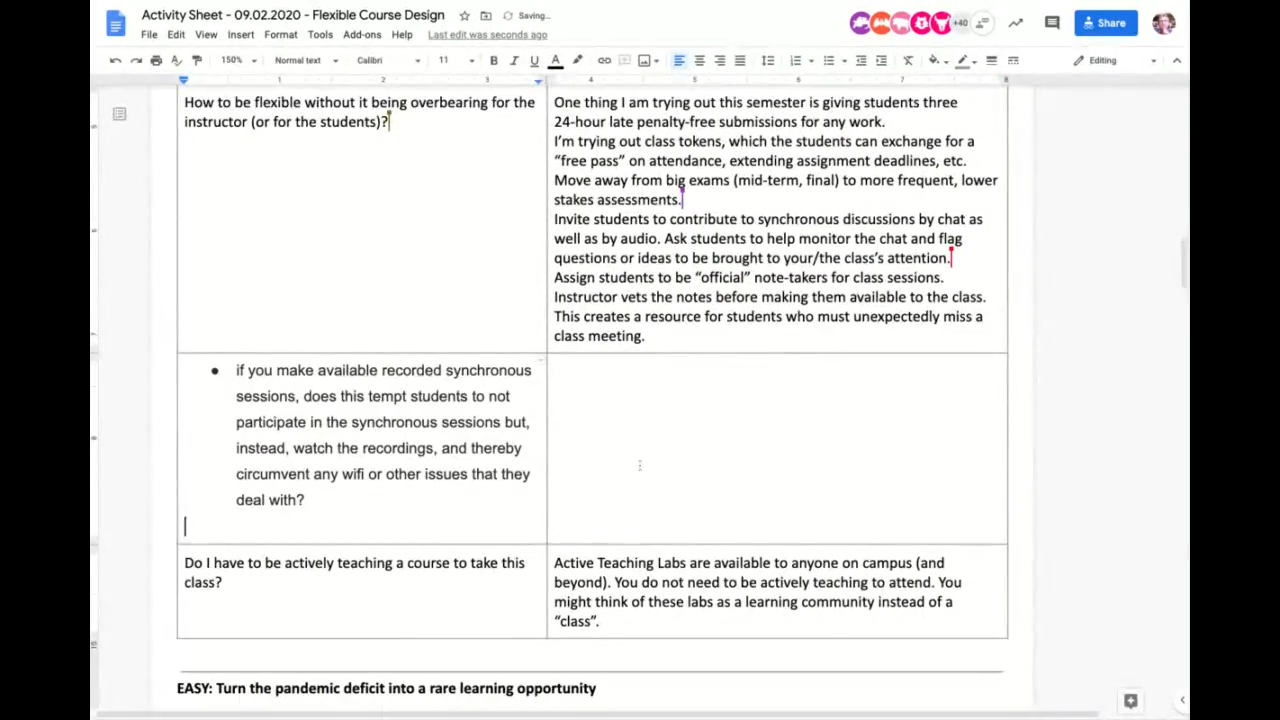 Activity Sheet - 09.02.2020 - Flexible Course Design
Saving...
+40
Share
File Edit View Insert Format Tools Add-ons Help Last edit was seconds ago
150% Normal text Calibri 11 B I U A Editing
1 2 3 4 5 6 7 8
How to be flexible without it being overbearing for the
instructor (or for the students)?
One thing I am trying out this semester is giving students three
24-hour late penalty-free submissions for any work.
I'm trying out class tokens, which the students can exchange for a
“free pass” on attendance, extending assignment deadlines, etc.
Move away from big exams (mid-term, final) to more frequent, lower
stakes assessments.
Invite students to contribute to synchronous discussions by chat as
well as by audio. Ask students to help monitor the chat and flag
questions or ideas to be brought to your/the class's attention.
Assign students to be “official” note-takers for class sessions.
Instructor vets the notes before making them available to the class.
This creates a resource for students who must unexpectedly miss a
class meeting.
● if you make available recorded synchronous
sessions, does this tempt students to not
participate in the synchronous sessions but,
instead, watch the recordings, and thereby
circumvent any wifi or other issues that they
deal with?
Do I have to be actively teaching a course to take this
class?
Active Teaching Labs are available to anyone on campus (and
beyond). You do not need to be actively teaching to attend. You
might think of these labs as a learning community instead of a
“class”.
EASY: Turn the pandemic deficit into a rare learning opportunity